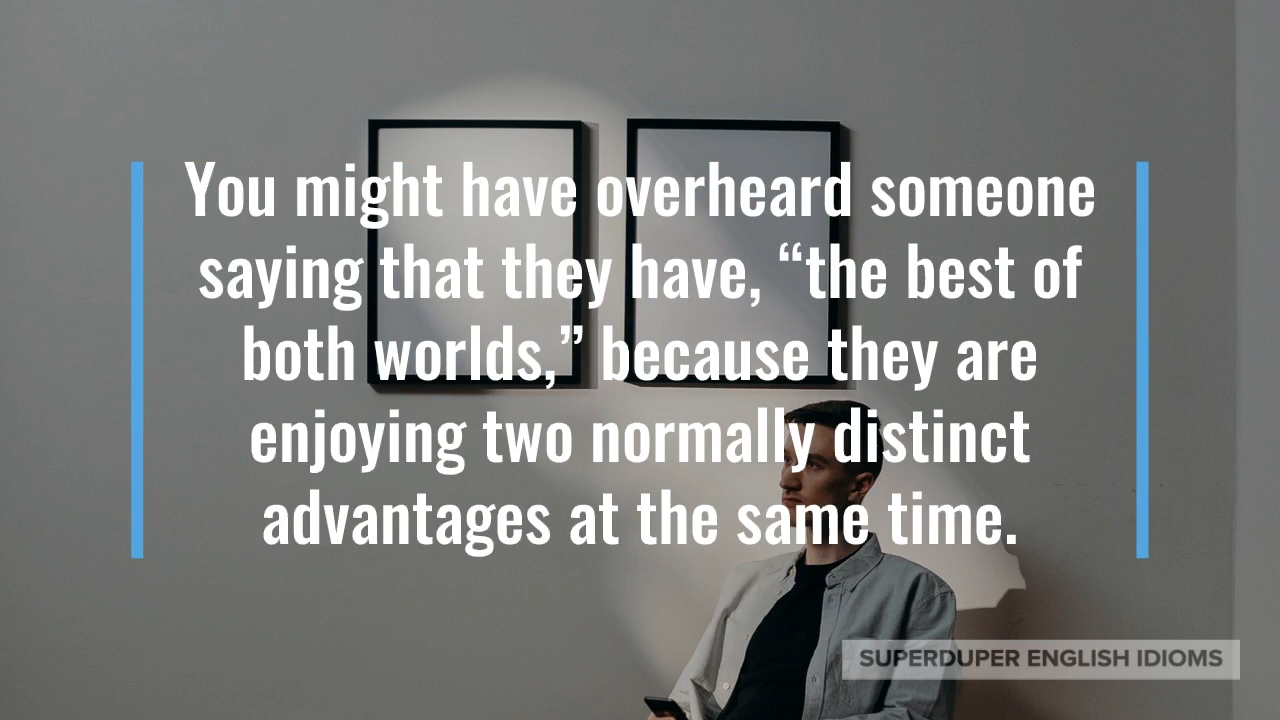 You might have overheard someone
saying that they have, “the best of
both worlds,” because they are
enjoying two normally distinct
advantages at the same time.
SUPERDUPER ENGLISH IDIOMS